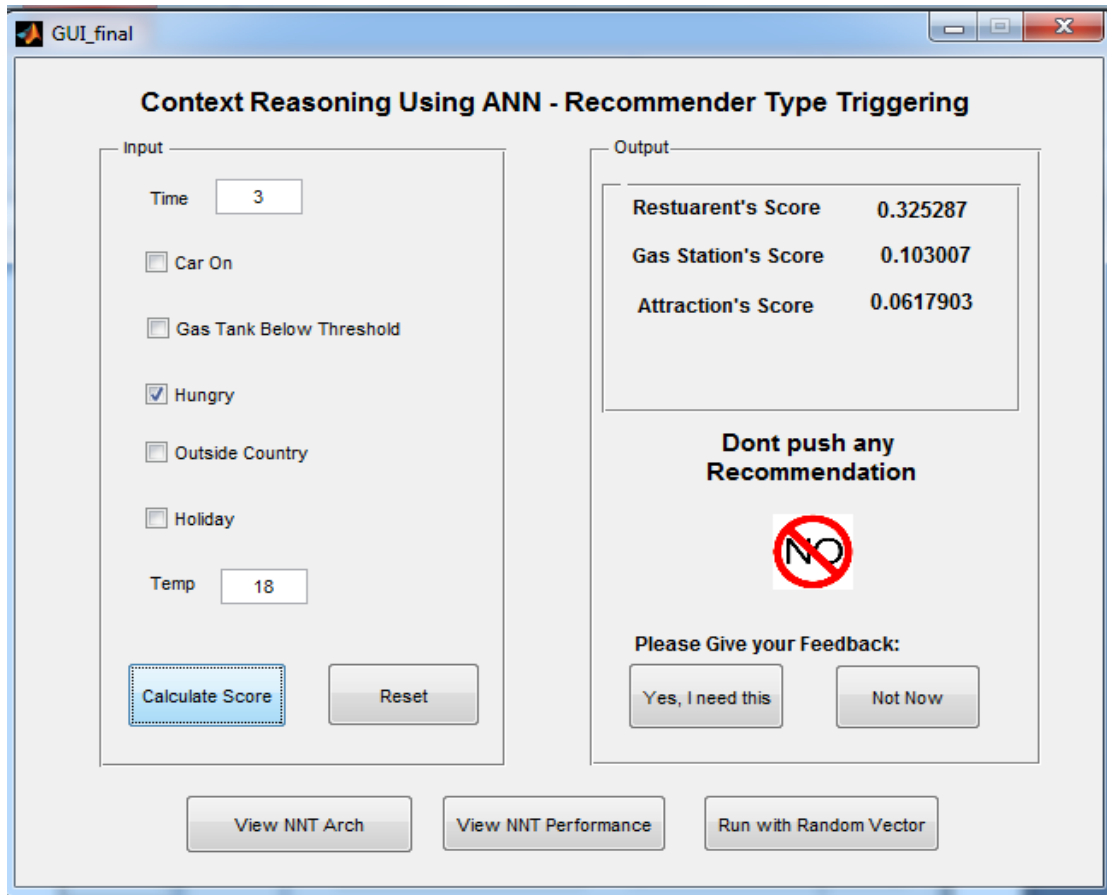 GUI_final
Context Reasoning Using ANN - Recommender Type Triggering
Input
Time 3
Car On
Gas Tank Below Threshold
Hungry
Outside Country
Holiday
Temp 18
Calculate Score Reset
Output
Restuarent's Score 0.325287
Gas Station's Score 0.103007
Attraction's Score 0.0617903
Dont push any
Recommendation
NO
Please Give your Feedback:
Yes, I need this Not Now
View NNT Arch View NNT Performance Run with Random Vector